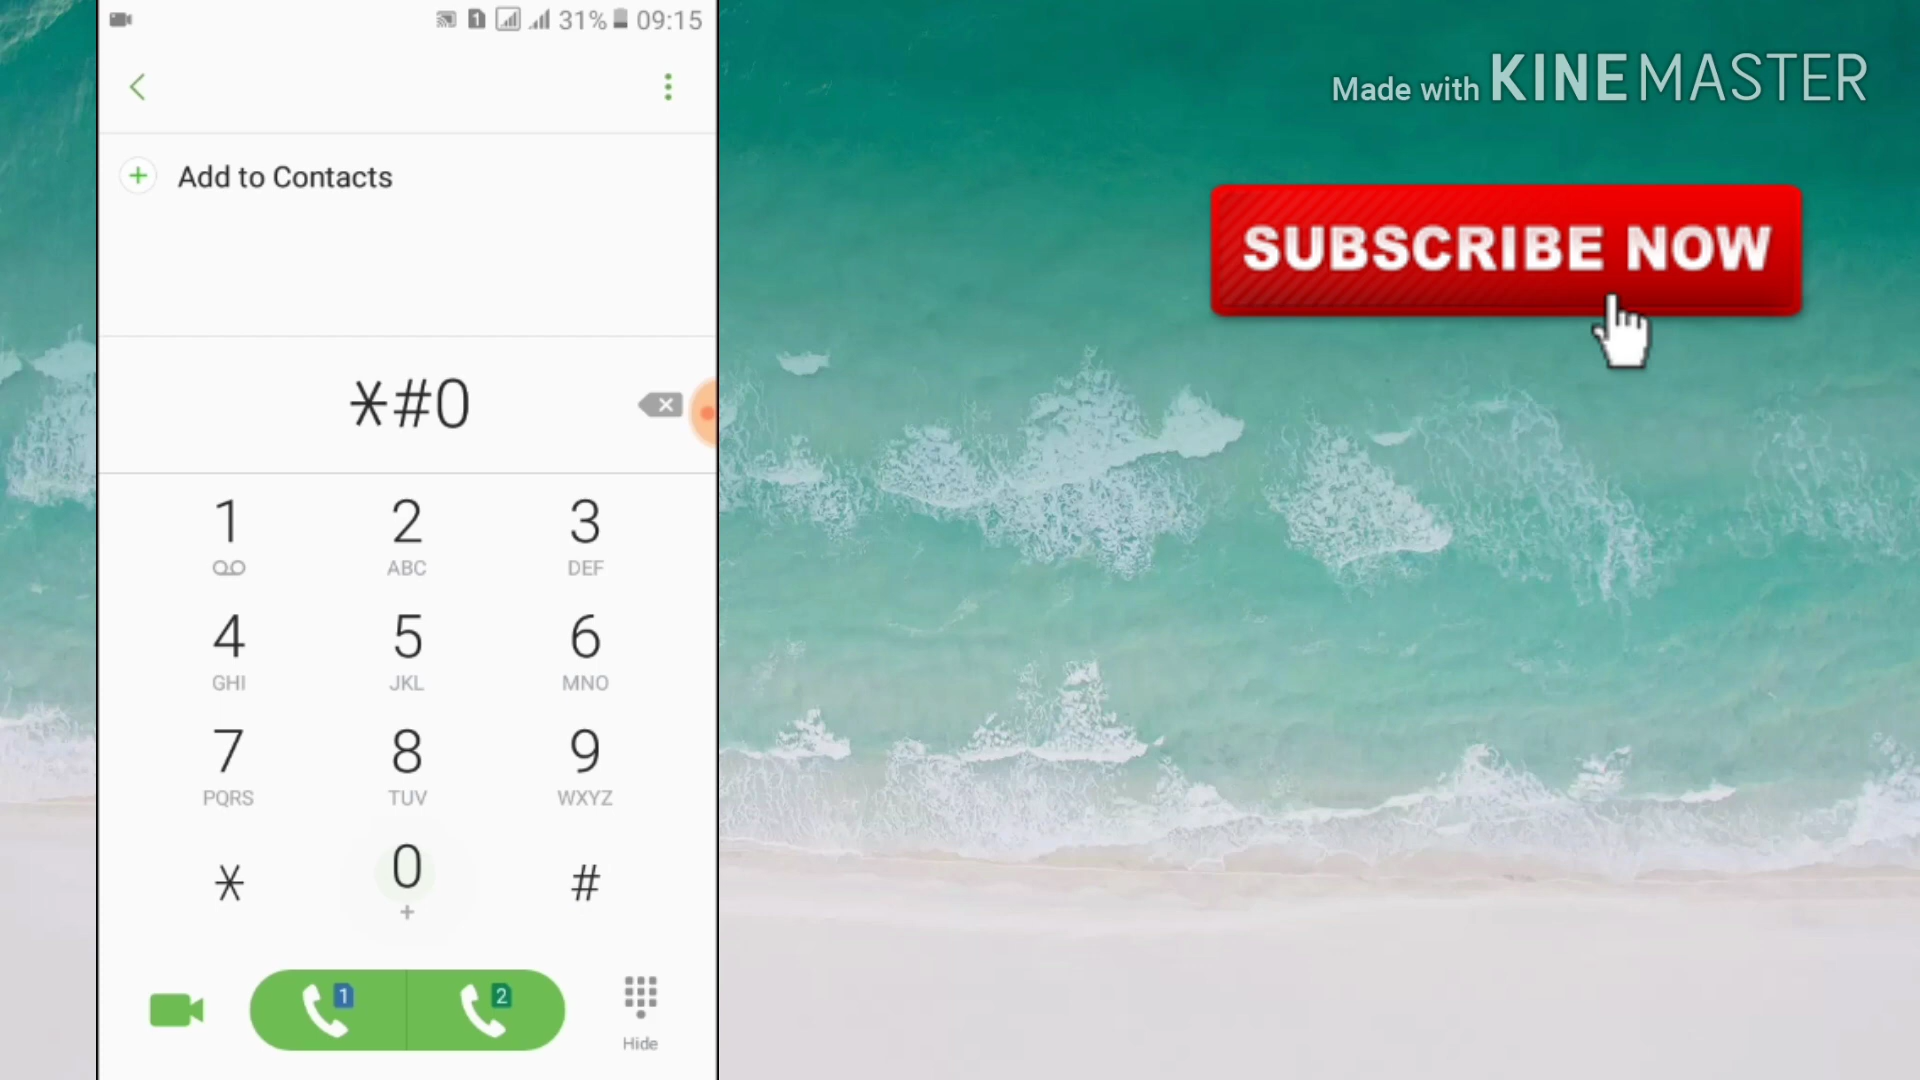 1 31% 09:15
Made with KINEMASTER
Add to Contacts
SUBSCRIBE NOW
*#0
1 2 3
ABC DEF
4 5 6
GHI JKL MNO
7 8 9
PQRS TUV WXYZ
* 0 #
+
1 2
Hide